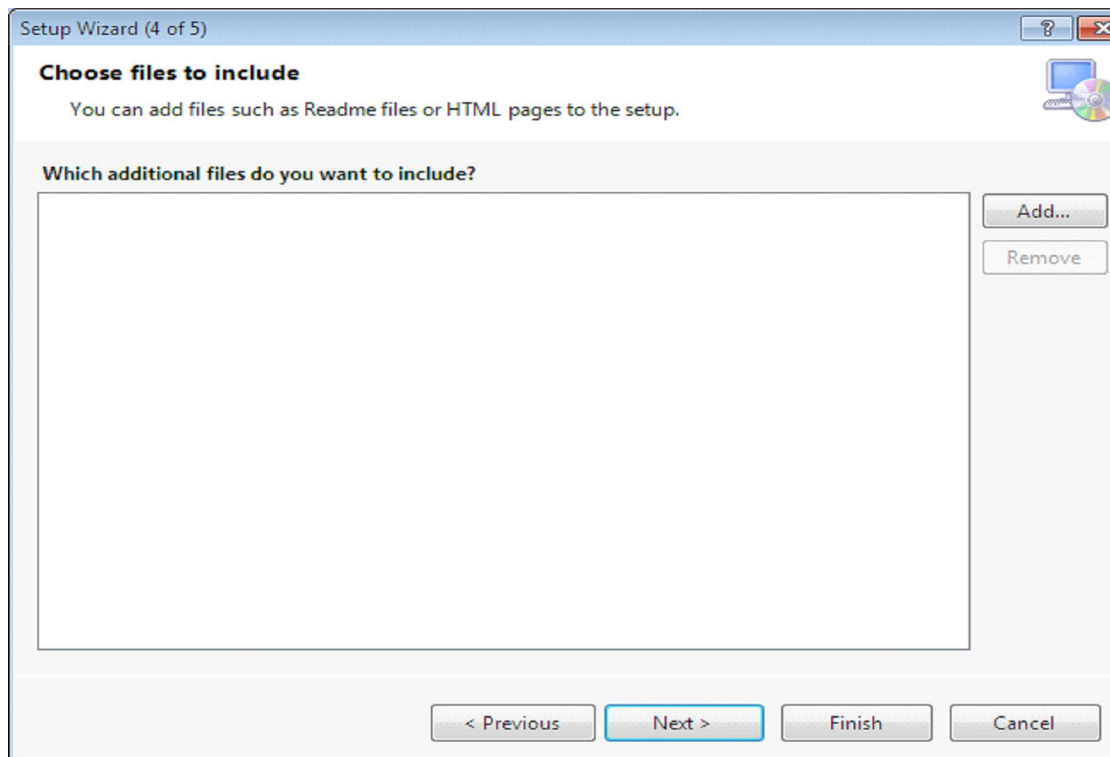 Setup Wizard (4 of 5)
Choose files to include
You can add files such as Readme files or HTML pages to the setup.
Which additional files do you want to include?
Add...
Remove
< Previous
Next >
Finish
Cancel